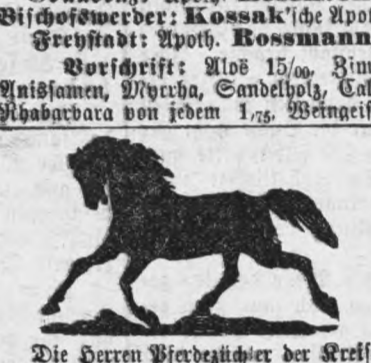 Bischofswerder: Kossak'sche Apot
Freystadt: Apoth. Rossmann
Vorschrift: Aloë 15/00, Zim
Anissamen, Myrrha, Sandelholz, Cal
Rhabarbara von jedem 1,75, Weingeis
Die Herren Pferdezüchter der Kreis